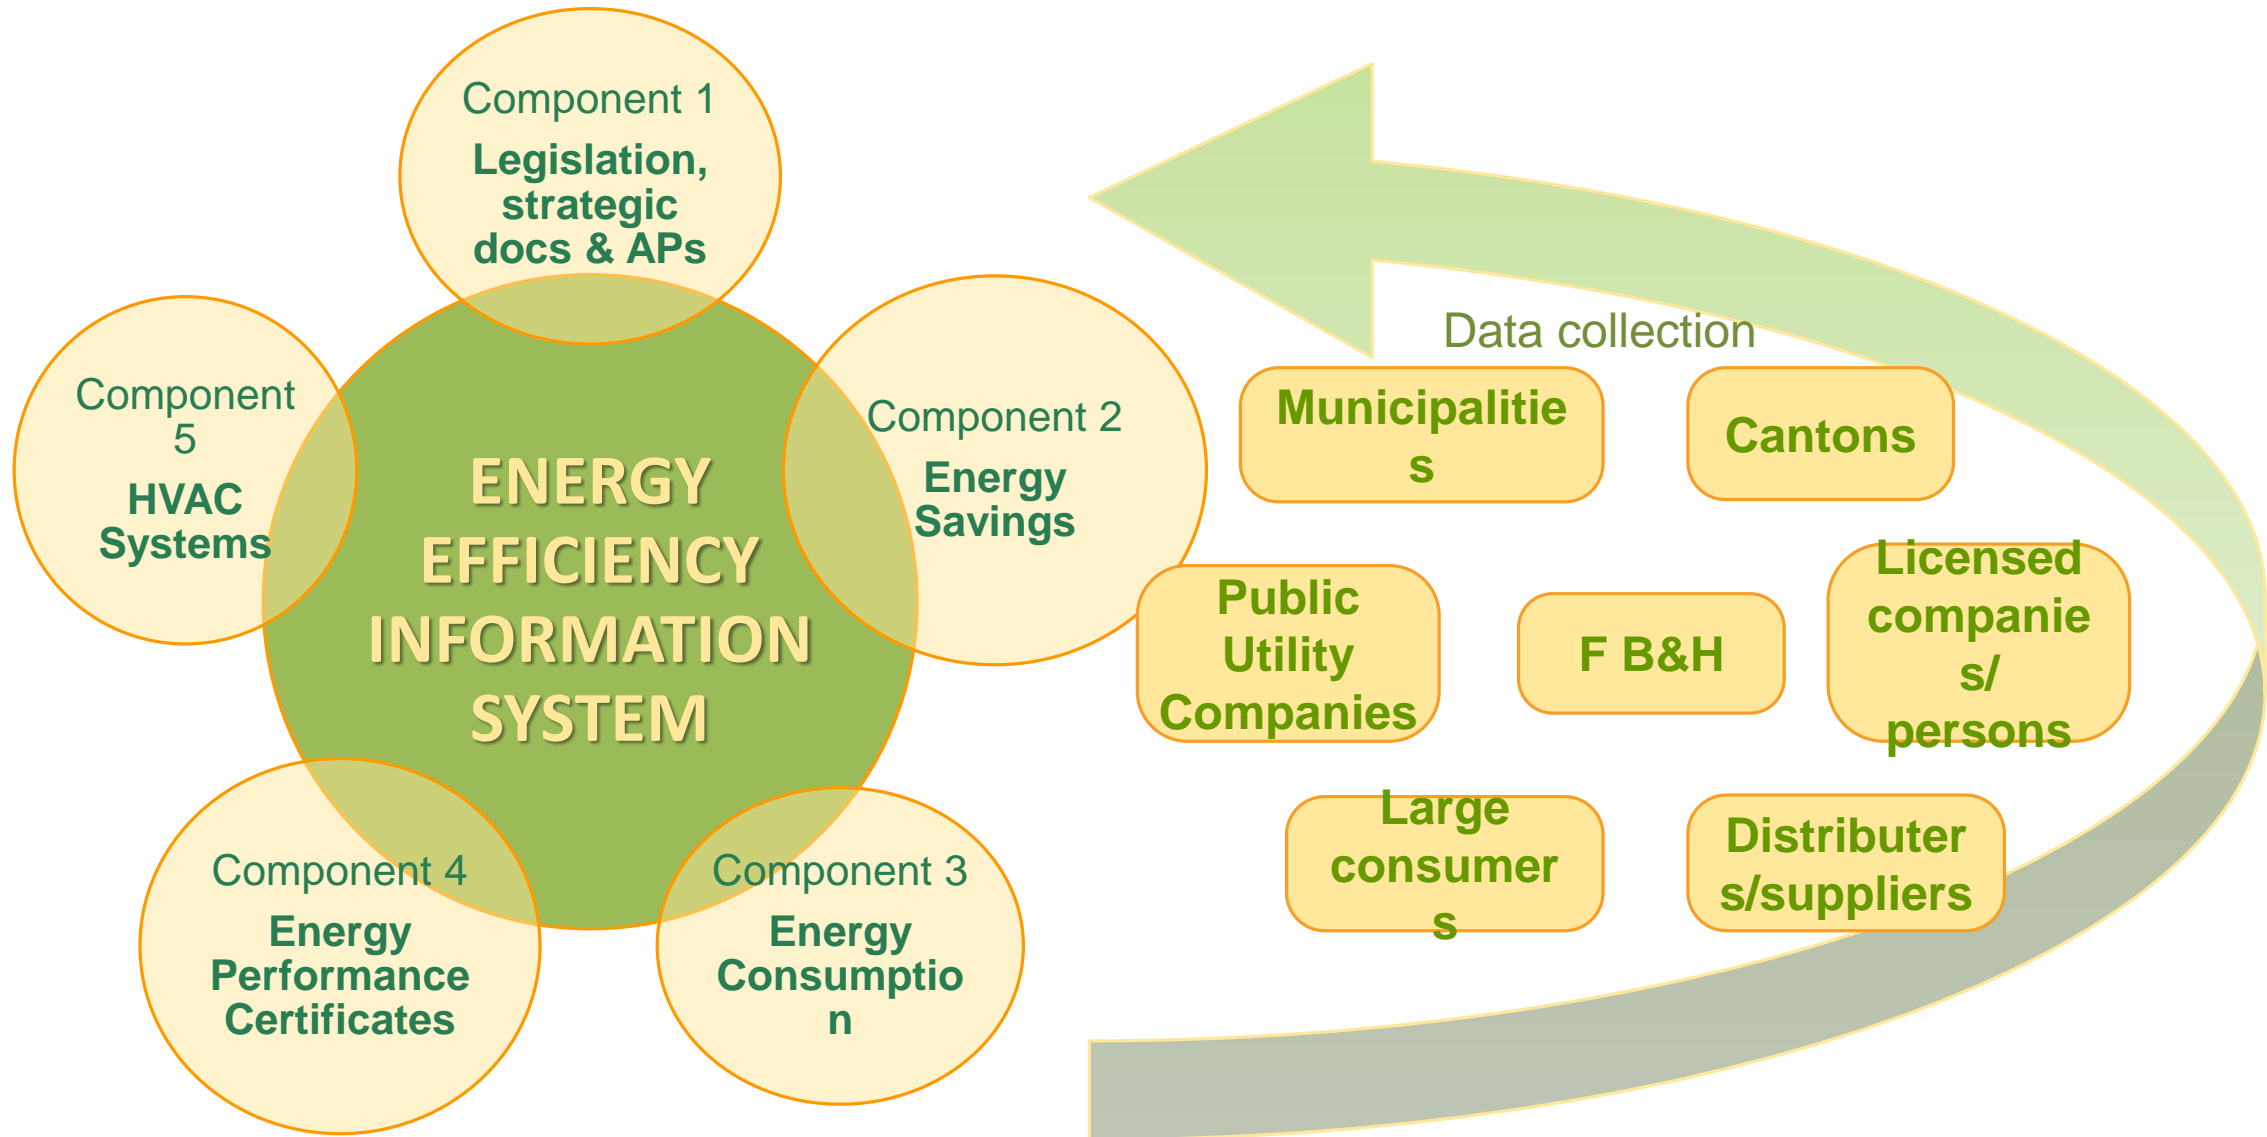 Component 1
Legislation,
strategic
docs & APs
Component
5
HVAC
Systems
ENERGY
EFFICIENCY
INFORMATION
SYSTEM
Component 2
Energy
Savings
Component 4
Energy
Performance
Certificates
Component 3
Energy
Consumptio
n
Data collection
Municipalitie
s
Cantons
Public
Utility
Companies
F B&H
Licensed
companie
s/
persons
Large
consumer
s
Distributer
s/suppliers